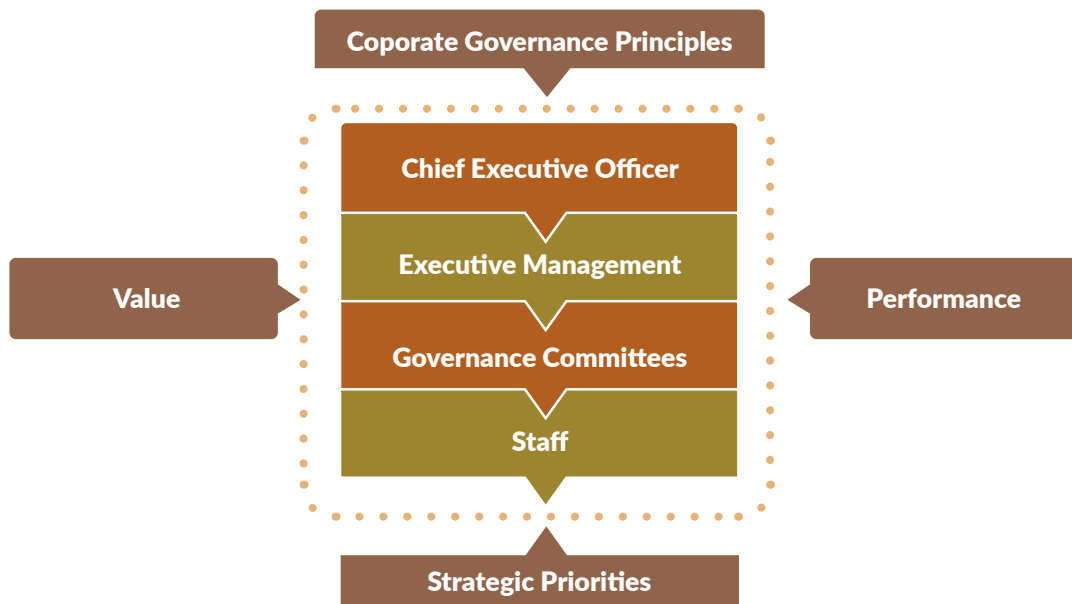 Coporate Governance Principles
Chief Executive Officer
Executive Management
Value
Performance
Governance Committees
Staff
Strategic Priorities